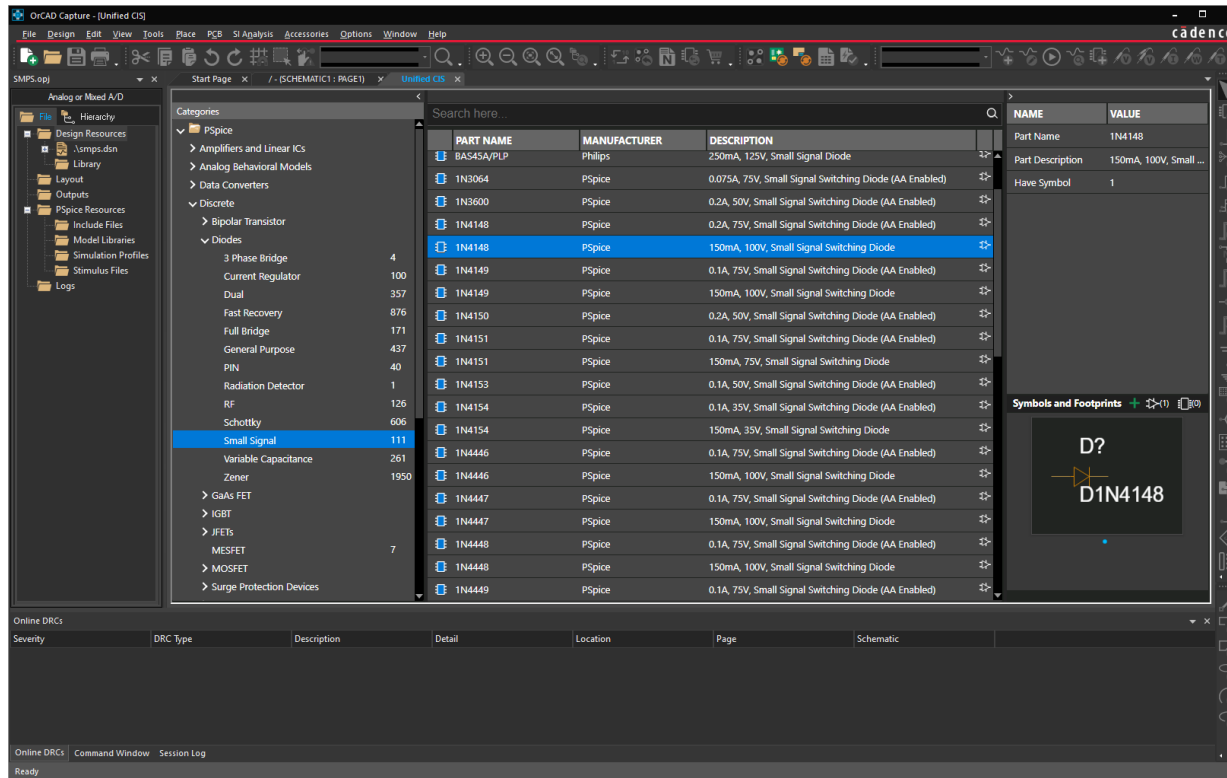 OrCAD Capture - [Unified CIS]
File Design Edit View Tools Place PCB SI Analysis Accessories Options Window Help
cadence
SMPS.opj
Start Page
/ - (SCHEMATIC1 : PAGE1)
Unified CIS
Analog or Mixed A/D
File Hierarchy
Design Resources
.\smps.dsn
Library
Layout
Outputs
PSpice Resources
Include Files
Model Libraries
Simulation Profiles
Stimulus Files
Logs
Categories
PSpice
Amplifiers and Linear ICs
Analog Behavioral Models
Data Converters
Discrete
Bipolar Transistor
Diodes
3 Phase Bridge 4
Current Regulator 100
Dual 357
Fast Recovery 876
Full Bridge 171
General Purpose 437
PIN 40
Radiation Detector 1
RF 126
Schottky 606
Small Signal 111
Variable Capacitance 261
Zener 1950
GaAs FET
IGBT
JFETs
MESFET 7
MOSFET
Surge Protection Devices
Search here...
PART NAME MANUFACTURER DESCRIPTION
BAS45A/PLP Philips 250mA, 125V, Small Signal Diode
1N3064 PSpice 0.075A, 75V, Small Signal Switching Diode (AA Enabled)
1N3600 PSpice 0.2A, 50V, Small Signal Switching Diode (AA Enabled)
1N4148 PSpice 0.2A, 75V, Small Signal Switching Diode (AA Enabled)
1N4148 PSpice 150mA, 100V, Small Signal Switching Diode
1N4149 PSpice 0.1A, 75V, Small Signal Switching Diode (AA Enabled)
1N4149 PSpice 150mA, 100V, Small Signal Switching Diode
1N4150 PSpice 0.2A, 50V, Small Signal Switching Diode (AA Enabled)
1N4151 PSpice 0.1A, 75V, Small Signal Switching Diode (AA Enabled)
1N4151 PSpice 150mA, 75V, Small Signal Switching Diode
1N4153 PSpice 0.1A, 50V, Small Signal Switching Diode (AA Enabled)
1N4154 PSpice 0.1A, 35V, Small Signal Switching Diode (AA Enabled)
1N4154 PSpice 150mA, 35V, Small Signal Switching Diode
1N4446 PSpice 0.1A, 75V, Small Signal Switching Diode (AA Enabled)
1N4446 PSpice 150mA, 100V, Small Signal Switching Diode
1N4447 PSpice 0.1A, 75V, Small Signal Switching Diode (AA Enabled)
1N4447 PSpice 150mA, 100V, Small Signal Switching Diode
1N4448 PSpice 0.1A, 75V, Small Signal Switching Diode (AA Enabled)
1N4448 PSpice 150mA, 100V, Small Signal Switching Diode
1N4449 PSpice 0.1A, 75V, Small Signal Switching Diode (AA Enabled)
NAME VALUE
Part Name 1N4148
Part Description 150mA, 100V, Small ...
Have Symbol 1
Symbols and Footprints (1) (0)
D?
D1N4148
Online DRCs
Severity DRC Type Description Detail Location Page Schematic
Online DRCs Command Window Session Log
Ready